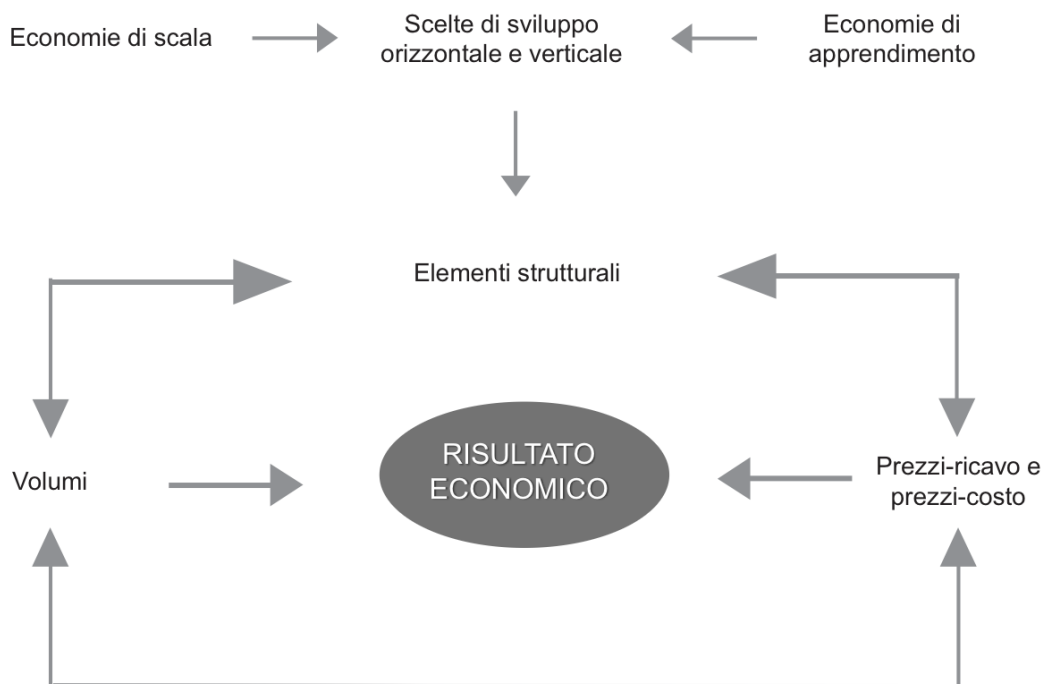 Economie di scala
Scelte di sviluppo
orizzontale e verticale
Economie di
apprendimento
Elementi strutturali
Volumi
RISULTATO
ECONOMICO
Prezzi-ricavo e
prezzi-costo